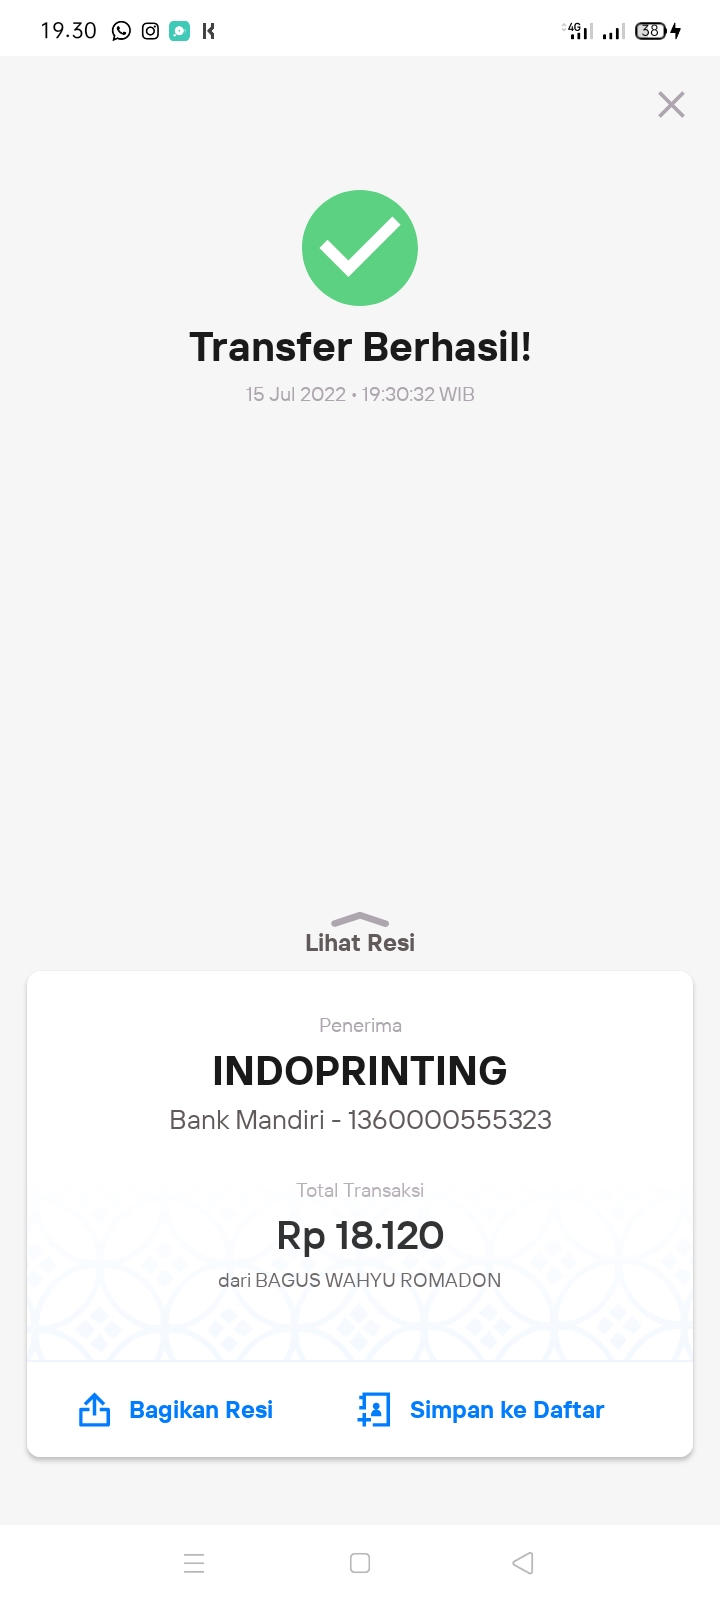 19.30
4G
38
Transfer Berhasil!
15 Jul 2022 • 19:30:32 WIB
Lihat Resi
Penerima
INDOPRINTING
Bank Mandiri - 1360000555323
Total Transaksi
Rp 18.120
dari BAGUS WAHYU ROMADON
Bagikan Resi
Simpan ke Daftar